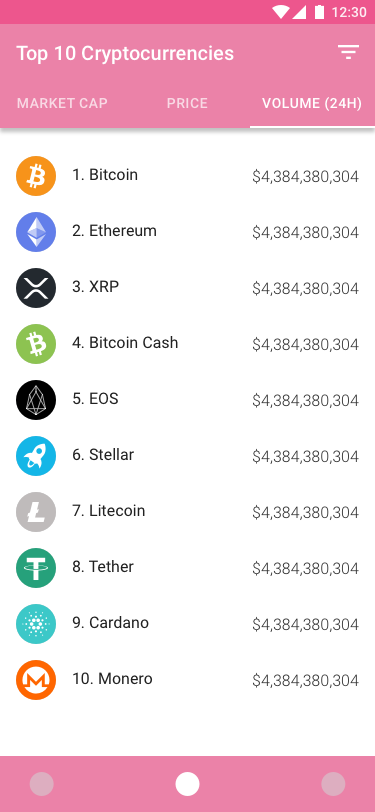 12:30
Top 10 Cryptocurrencies
MARKET CAP PRICE VOLUME (24H)
1. Bitcoin $4,384,380,304
2. Ethereum $4,384,380,304
3. XRP $4,384,380,304
4. Bitcoin Cash $4,384,380,304
5. EOS $4,384,380,304
6. Stellar $4,384,380,304
7. Litecoin $4,384,380,304
8. Tether $4,384,380,304
9. Cardano $4,384,380,304
10. Monero $4,384,380,304